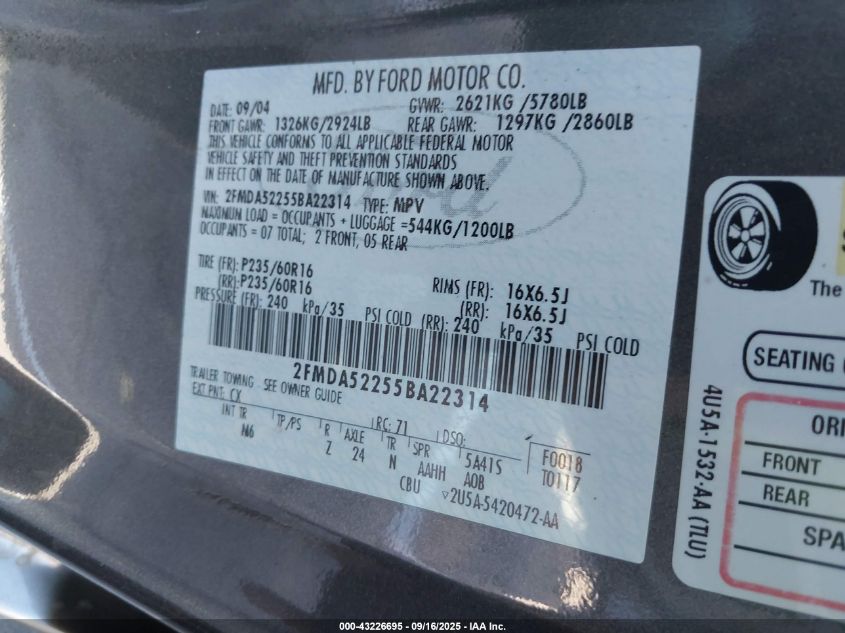 MFD. BY FORD MOTOR CO.
DATE: 09/04 GVWR: 2621KG /5780LB
FRONT GAWR: 1326KG/2924LB REAR GAWR: 1297KG /2860LB
THIS VEHICLE CONFORMS TO ALL APPLICABLE FEDERAL MOTOR
VEHICLE SAFETY AND THEFT PREVENTION STANDARDS
IN EFFECT ON THE DATE OF MANUFACTURE SHOWN ABOVE.
VIN: 2FMDA52255BA22314 TYPE: MPV
MAXIMUM LOAD = OCCUPANTS + LUGGAGE =544KG/1200LB
OCCUPANTS = 07 TOTAL; 2 FRONT, 05 REAR
TIRE (FR): P235/60R16 RIMS (FR): 16X6.5J
(RR): P235/60R16 (RR): 16X6.5J
PRESSURE (FR): 240 kPa/35 PSI COLD (RR): 240 kPa/35 PSI COLD
2FMDA52255BA22314
TRAILER TOWING - SEE OWNER GUIDE
EXT PNT: CX RC: 71 DSO:
INT TR TP/PS R AXLE TR SPR 5A41S F0018
N6 Z 24 N AAHH AOB T0117
CBU 2U5A-5420472-AA
Ford
The
SEATING
ORI
FRONT
REAR
SPA
4U5A-1532-AA (TLU)
000-43226695 - 09/16/2025 - IAA Inc.